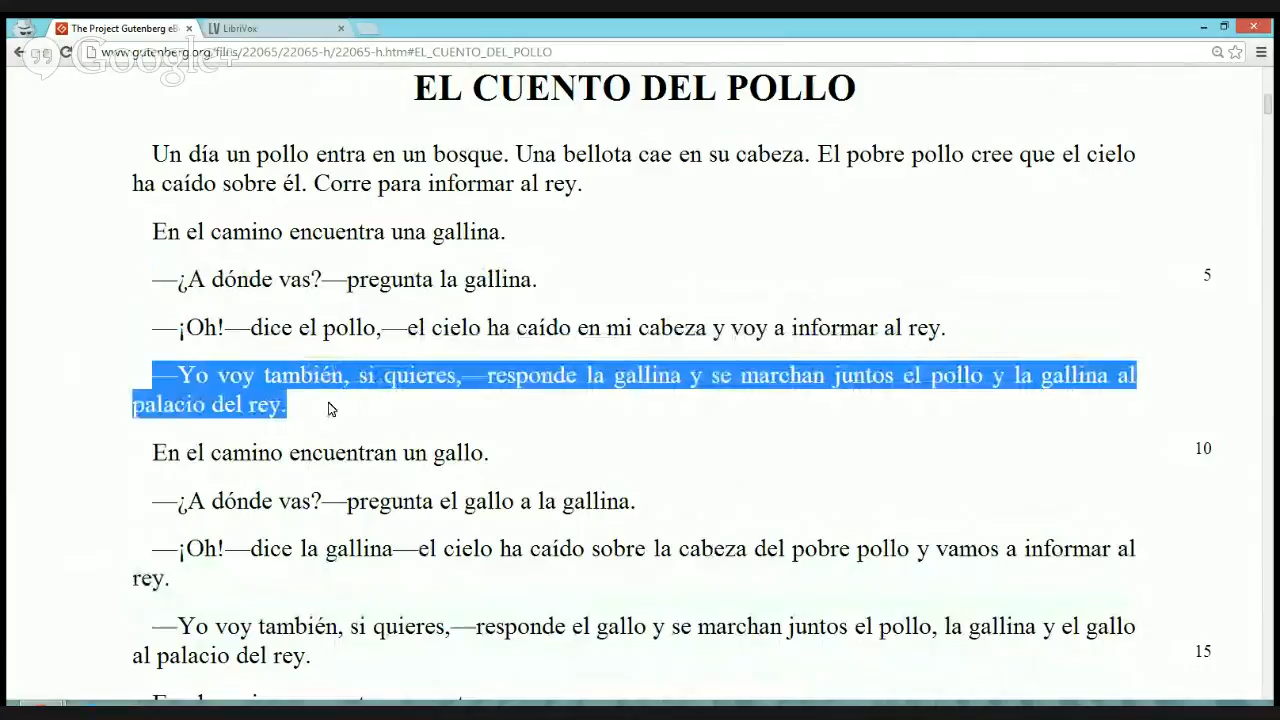 The Project Gutenberg eB
LibriVox
www.gutenberg.org/files/22065/22065-h/22065-h.htm#EL_CUENTO_DEL_POLLO
Google+
EL CUENTO DEL POLLO
Un día un pollo entra en un bosque. Una bellota cae en su cabeza. El pobre pollo cree que el cielo
ha caído sobre él. Corre para informar al rey.
En el camino encuentra una gallina.
—¿A dónde vas?—pregunta la gallina.
5
—¡Oh!—dice el pollo,—el cielo ha caído en mi cabeza y voy a informar al rey.
—Yo voy también, si quieres,—responde la gallina y se marchan juntos el pollo y la gallina al
palacio del rey.
En el camino encuentran un gallo.
10
—¿A dónde vas?—pregunta el gallo a la gallina.
—¡Oh!—dice la gallina—el cielo ha caído sobre la cabeza del pobre pollo y vamos a informar al
rey.
—Yo voy también, si quieres,—responde el gallo y se marchan juntos el pollo, la gallina y el gallo
al palacio del rey.
15